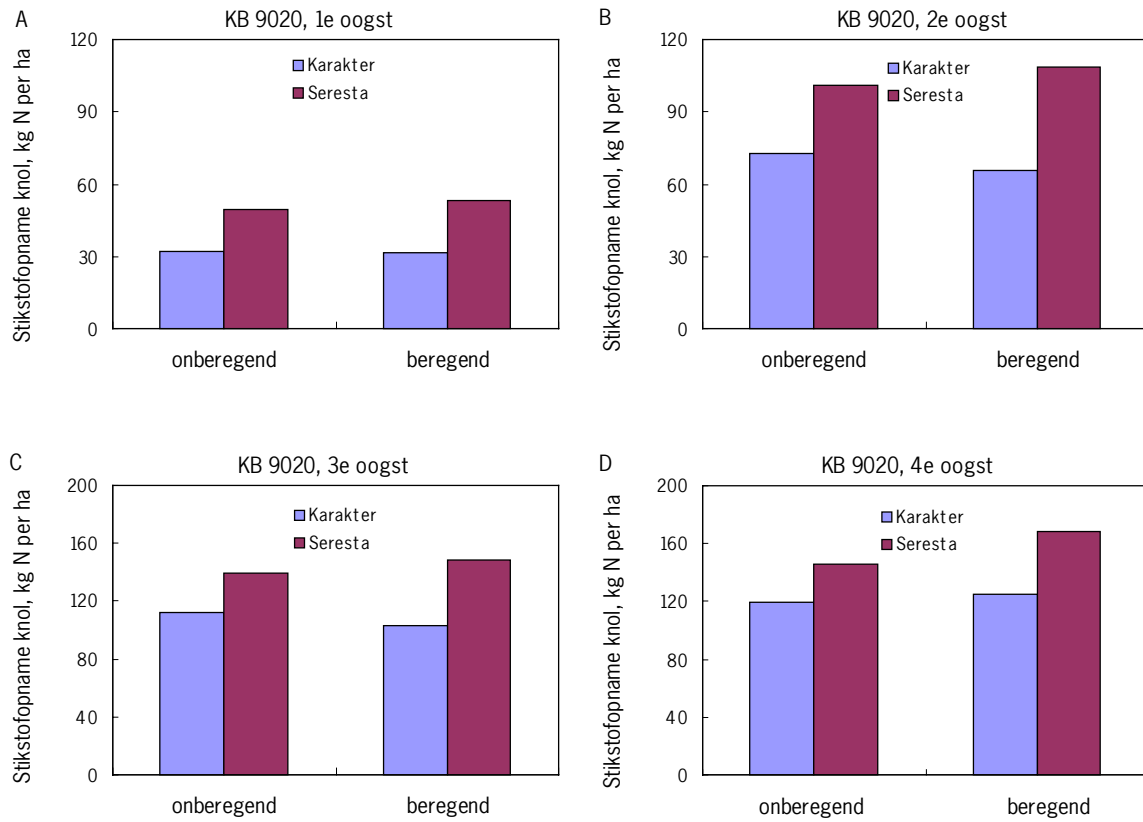 A
KB 9020, 1e oogst
Stikstofopname knol, kg N per ha
120
90
60
30
0
Karakter
Seresta
onberegend
beregend
B
KB 9020, 2e oogst
Stikstofopname knol, kg N per ha
120
90
60
30
0
Karakter
Seresta
onberegend
beregend
C
KB 9020, 3e oogst
Stikstofopname knol, kg N per ha
200
160
120
80
40
0
Karakter
Seresta
onberegend
beregend
D
KB 9020, 4e oogst
Stikstofopname knol, kg N per ha
200
160
120
80
40
0
Karakter
Seresta
onberegend
beregend